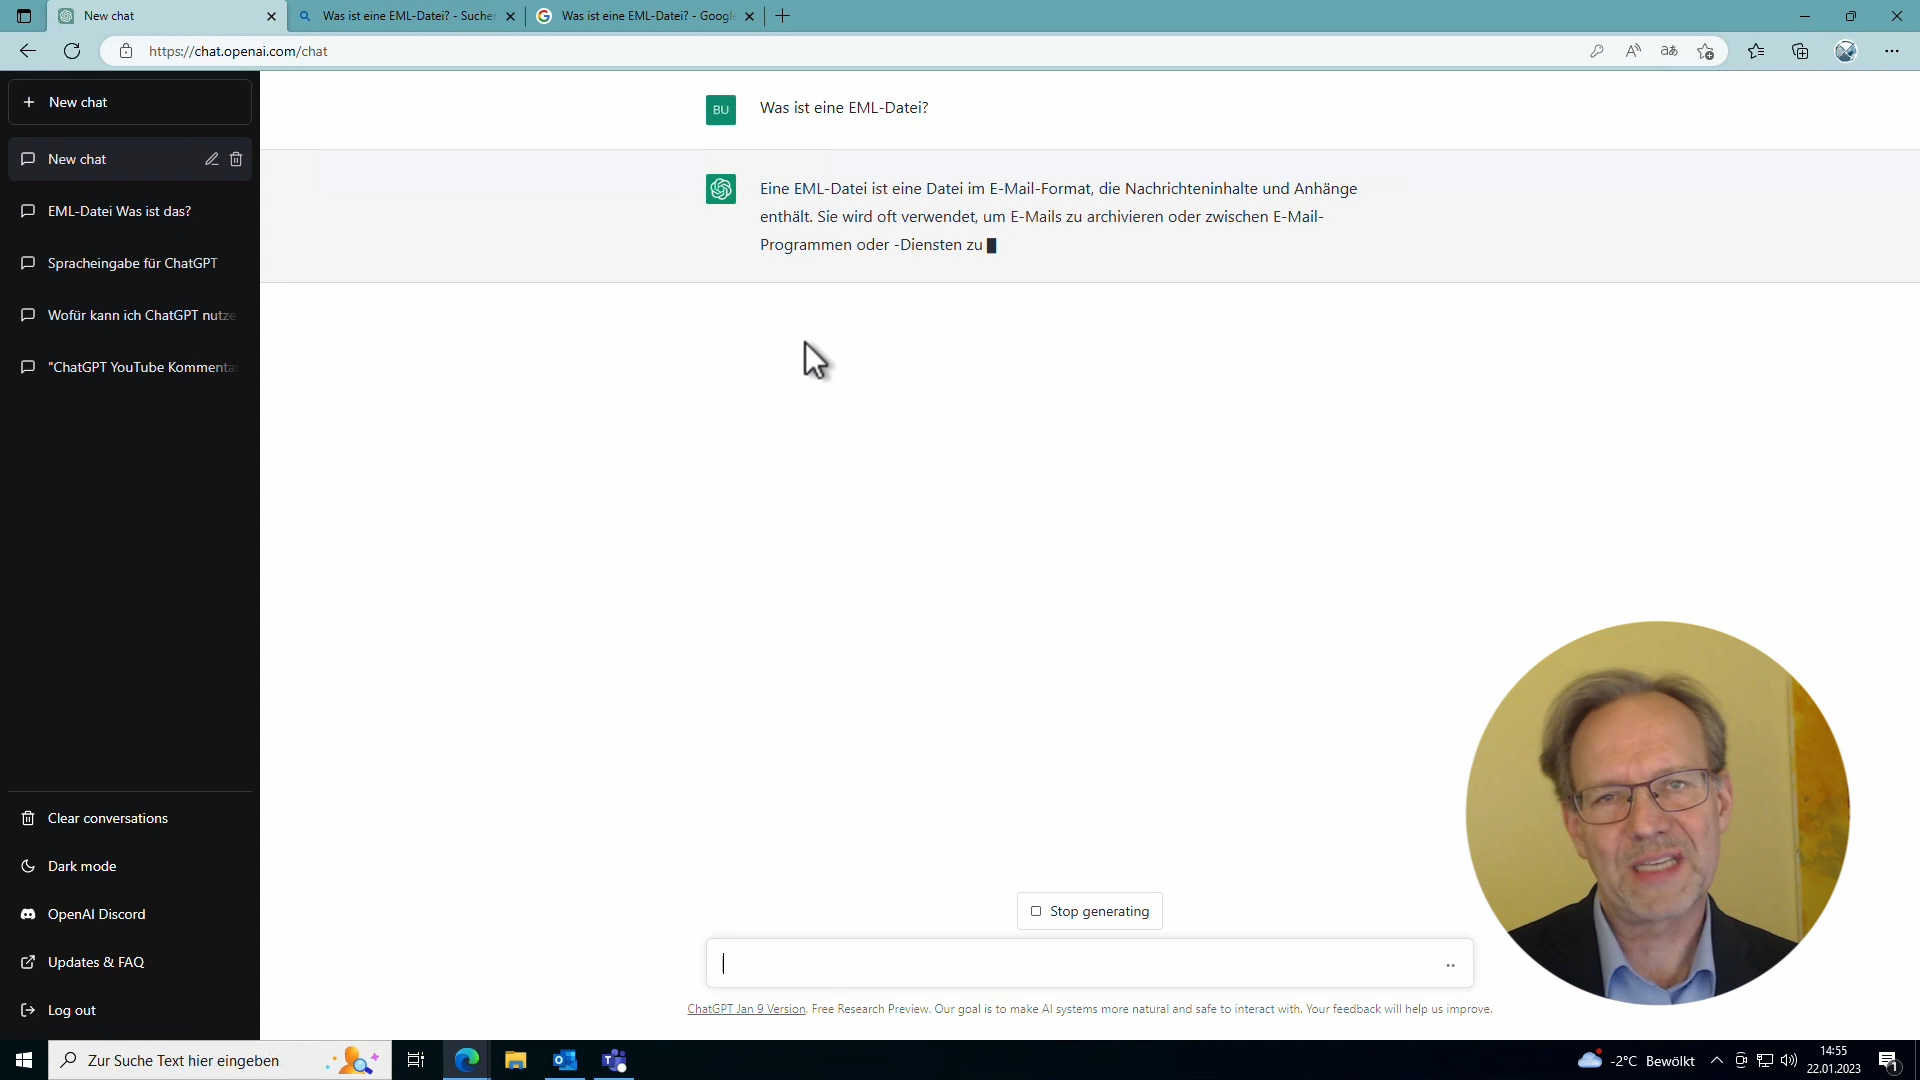 New chat
Was ist eine EML-Datei? - Sucher
Was ist eine EML-Datei? - Google
https://chat.openai.com/chat
New chat
New chat
EML-Datei Was ist das?
Spracheingabe für ChatGPT
Wofür kann ich ChatGPT nutze
"ChatGPT YouTube Kommenta
Clear conversations
Dark mode
OpenAI Discord
Updates & FAQ
Log out
BU
Was ist eine EML-Datei?
Eine EML-Datei ist eine Datei im E-Mail-Format, die Nachrichteninhalte und Anhänge
enthält. Sie wird oft verwendet, um E-Mails zu archivieren oder zwischen E-Mail-
Programmen oder -Diensten zu
Stop generating
ChatGPT Jan 9 Version. Free Research Preview. Our goal is to make AI systems more natural and safe to interact with. Your feedback will help us improve.
Zur Suche Text hier eingeben
-2°C Bewölkt
14:55
22.01.2023
1